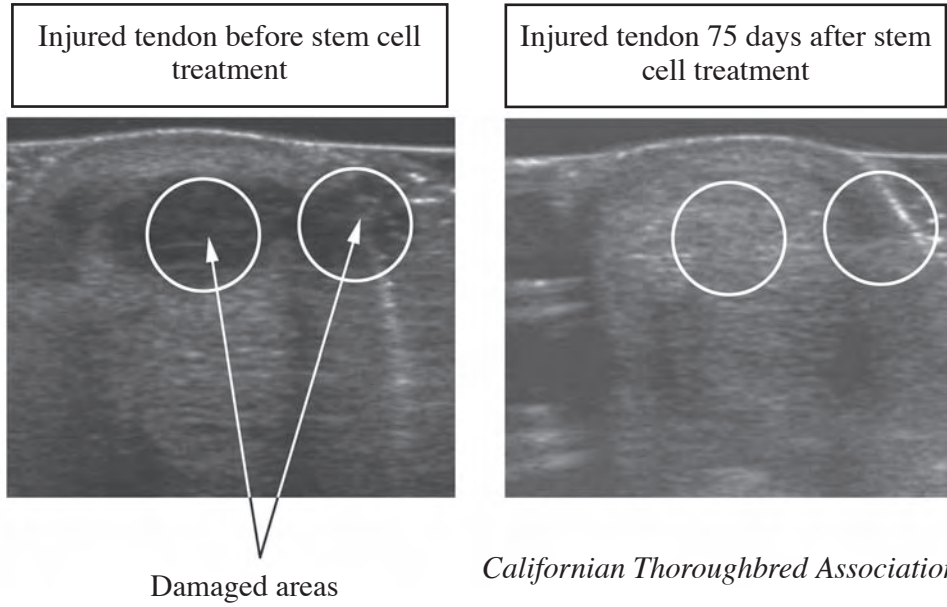 Injured tendon before stem cell
treatment
Injured tendon 75 days after stem
cell treatment
Damaged areas
Californian Thoroughbred Association